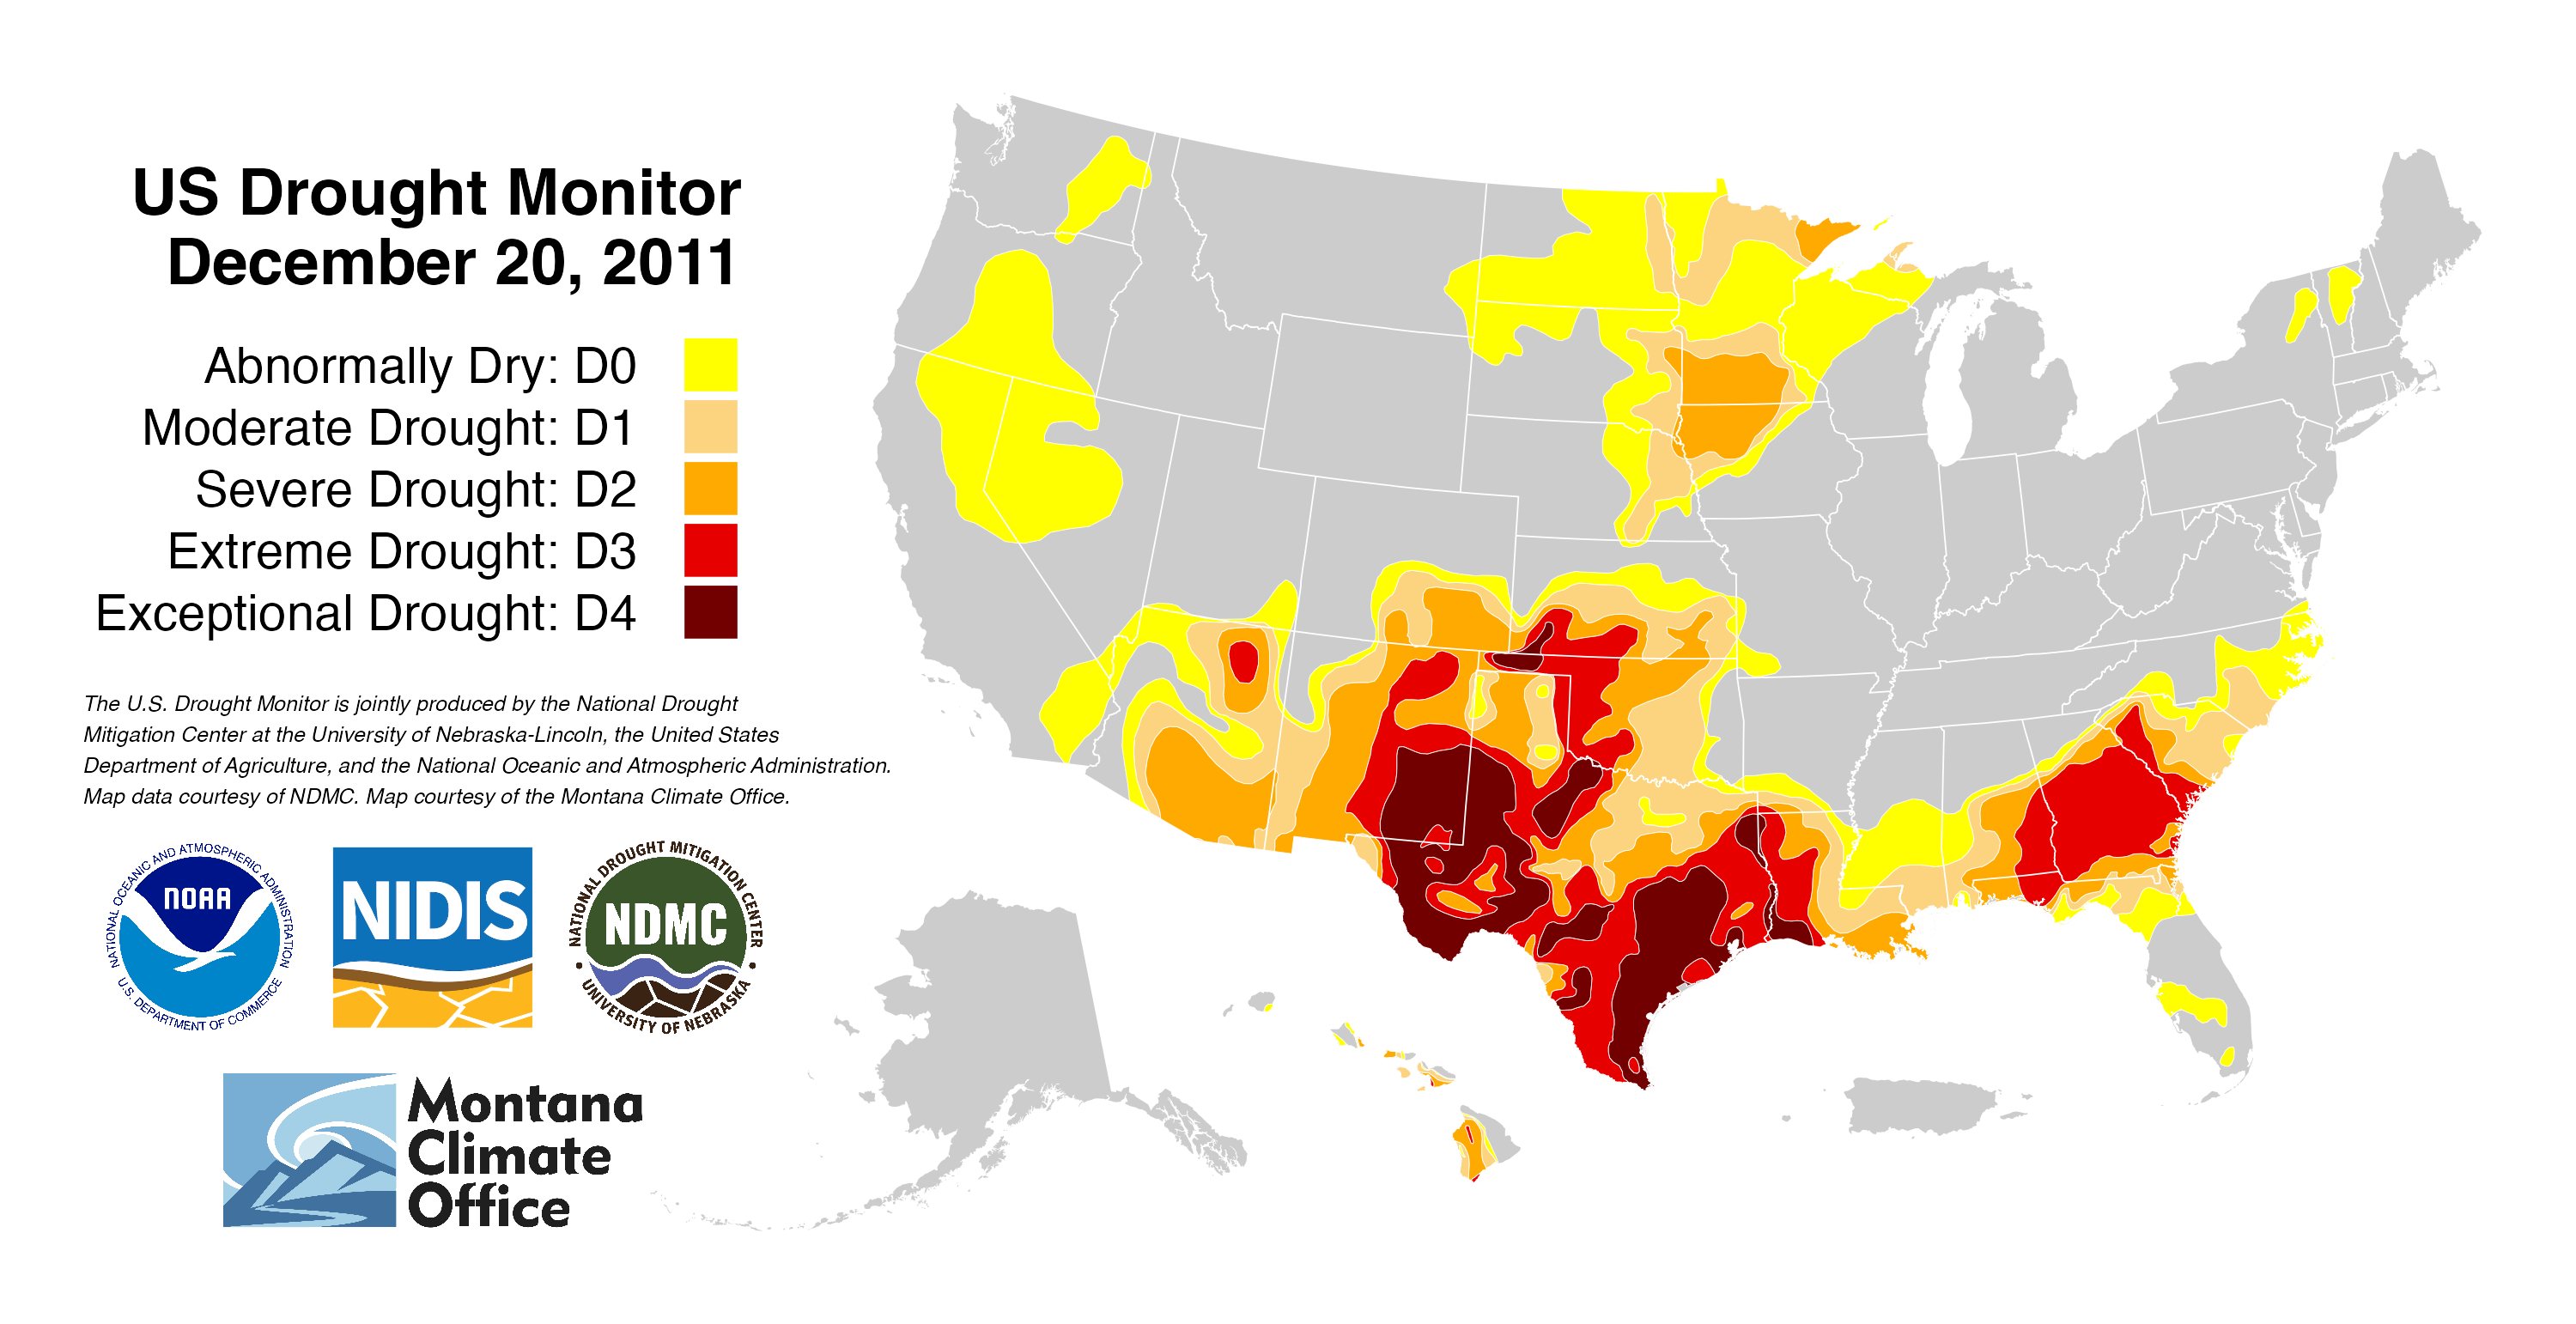 US Drought Monitor
December 20, 2011
Abnormally Dry: D0
Moderate Drought: D1
Severe Drought: D2
Extreme Drought: D3
Exceptional Drought: D4
The U.S. Drought Monitor is jointly produced by the National Drought
Mitigation Center at the University of Nebraska-Lincoln, the United States
Department of Agriculture, and the National Oceanic and Atmospheric Administration.
Map data courtesy of NDMC. Map courtesy of the Montana Climate Office.
NATIONAL OCEANIC AND ATMOSPHERIC ADMINISTRATION
NOAA
U.S. DEPARTMENT OF COMMERCE
NIDIS
NATIONAL DROUGHT MITIGATION CENTER
NDMC
UNIVERSITY OF NEBRASKA
Montana
Climate
Office